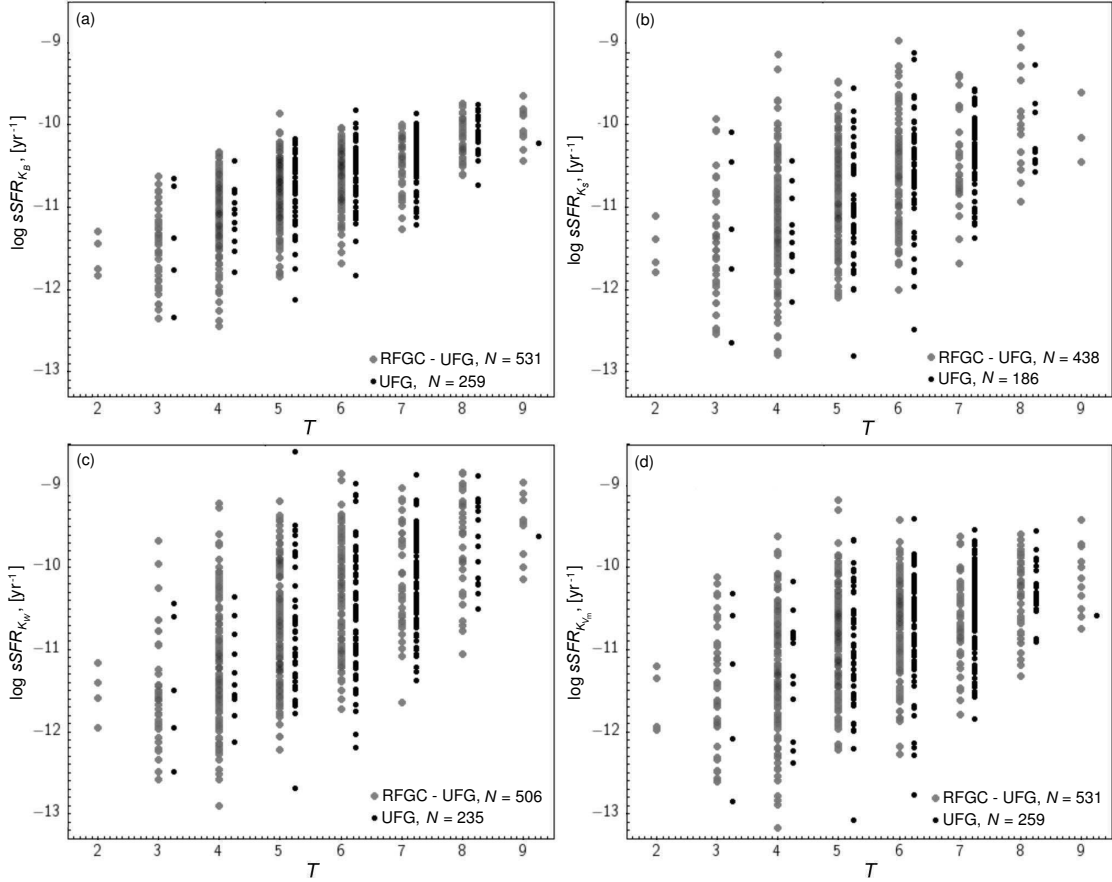 (a)
−9
−10
−11
−12
−13
log sSFR_{K_B}, [yr⁻¹]
RFGC - UFG, N = 531
UFG, N = 259
2 3 4 5 6 7 8 9
T
(b)
−9
−10
−11
−12
−13
log sSFR_{K_S}, [yr⁻¹]
RFGC - UFG, N = 438
UFG, N = 186
2 3 4 5 6 7 8 9
T
(c)
−9
−10
−11
−12
−13
log sSFR_{K_W}, [yr⁻¹]
RFGC - UFG, N = 506
UFG, N = 235
2 3 4 5 6 7 8 9
T
(d)
−9
−10
−11
−12
−13
log sSFR_{K_{V_m}}, [yr⁻¹]
RFGC - UFG, N = 531
UFG, N = 259
2 3 4 5 6 7 8 9
T